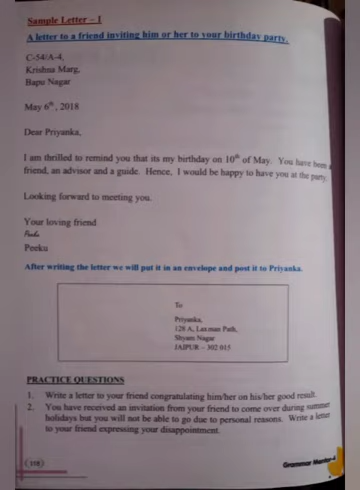 Sample Letter – 1
A letter to a friend inviting him or her to your birthday party.
C-54/A-4,
Krishna Marg,
Bapu Nagar
May 6th, 2018
Dear Priyanka,
I am thrilled to remind you that its my birthday on 10th of May. You have been a
friend, an advisor and a guide. Hence, I would be happy to have you at the party.
Looking forward to meeting you.
Your loving friend
Peeku
Peeku
After writing the letter we will put it in an envelope and post it to Priyanka.
To
Priyanka,
128 A, Laxman Path,
Shyam Nagar
JAIPUR – 302 015
PRACTICE QUESTIONS
1. Write a letter to your friend congratulating him/her on his/her good result.
2. You have received an invitation from your friend to come over during summer
holidays but you will not be able to go due to personal reasons. Write a letter
to your friend expressing your disappointment.
168
Grammar Mentor-4